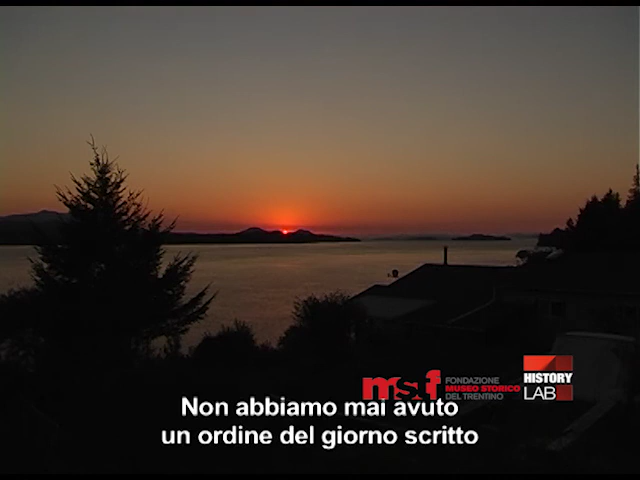 msf FONDAZIONE
MUSEO STORICO
DEL TRENTINO
HISTORY
LAB
Non abbiamo mai avuto
un ordine del giorno scritto